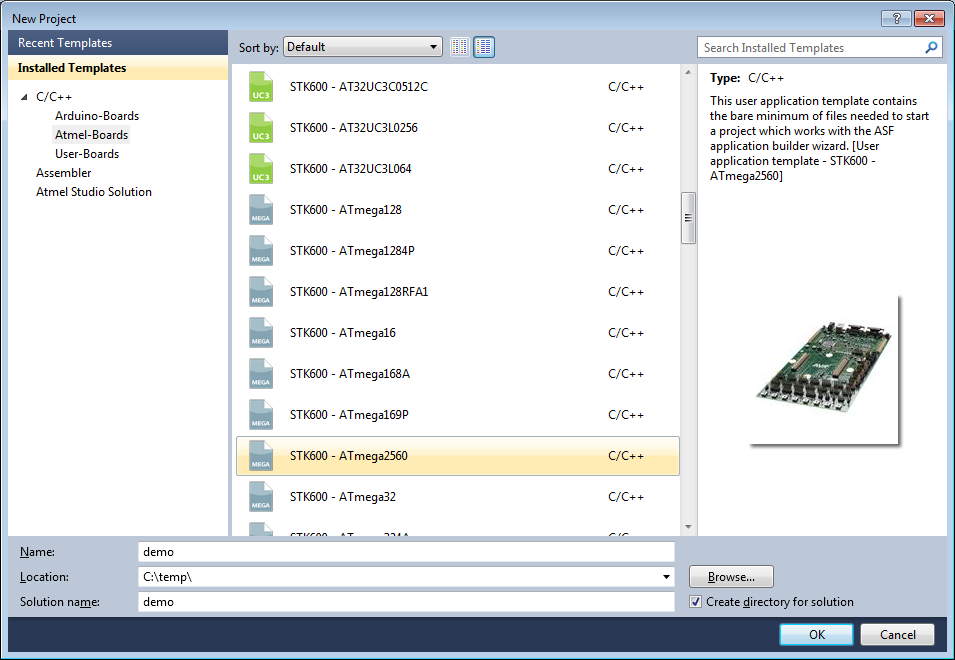 New Project
Recent Templates
Installed Templates
C/C++
Arduino-Boards
Atmel-Boards
User-Boards
Assembler
Atmel Studio Solution
Sort by: Default
Search Installed Templates
UC3 STK600 - AT32UC3C0512C C/C++
UC3 STK600 - AT32UC3L0256 C/C++
UC3 STK600 - AT32UC3L064 C/C++
MEGA STK600 - ATmega128 C/C++
MEGA STK600 - ATmega1284P C/C++
MEGA STK600 - ATmega128RFA1 C/C++
MEGA STK600 - ATmega16 C/C++
MEGA STK600 - ATmega168A C/C++
MEGA STK600 - ATmega169P C/C++
MEGA STK600 - ATmega2560 C/C++
MEGA STK600 - ATmega32 C/C++
Type: C/C++
This user application template contains
the bare minimum of files needed to start
a project which works with the ASF
application builder wizard. [User
application template - STK600 -
ATmega2560]
Name: demo
Location: C:\temp\ Browse...
Solution name: demo Create directory for solution
OK Cancel